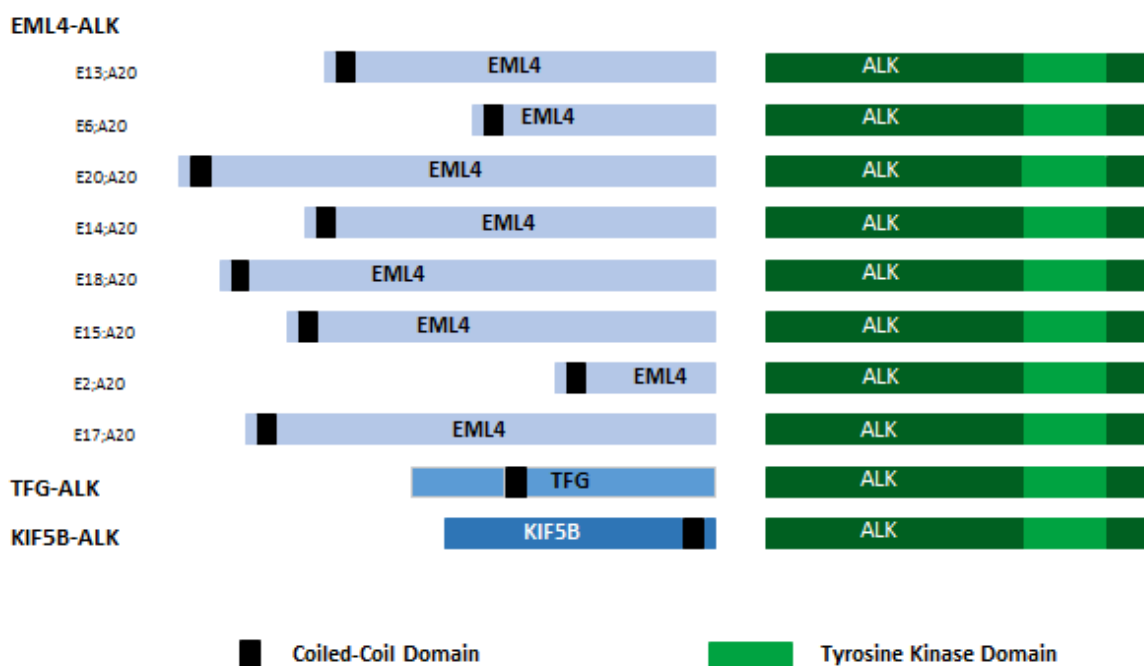 EML4-ALK
E13;A20 EML4 ALK
E6;A20 EML4 ALK
E20;A20 EML4 ALK
E14;A20 EML4 ALK
E18;A20 EML4 ALK
E15:A20 EML4 ALK
E2;A20 EML4 ALK
E17;A20 EML4 ALK
TFG-ALK TFG ALK
KIF5B-ALK KIF5B ALK
Coiled-Coil Domain Tyrosine Kinase Domain